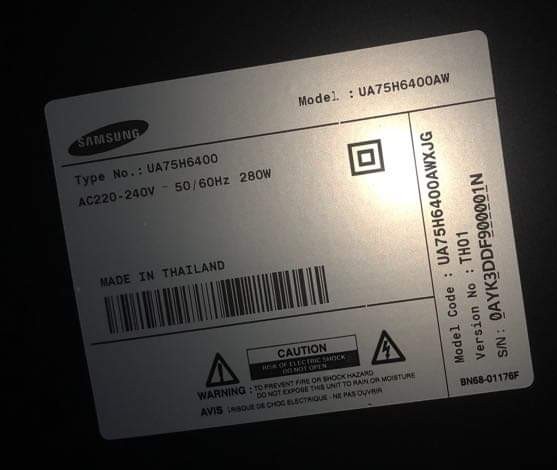 SAMSUNG
Model : UA75H6400AW
Type No.: UA75H6400
AC220-240V ~ 50/60Hz 280W
MADE IN THAILAND
CAUTION
RISK OF ELECTRIC SHOCK
DO NOT OPEN
WARNING : TO PREVENT FIRE OR SHOCK HAZARD
DO NOT EXPOSE THIS UNIT TO RAIN OR MOISTURE
AVIS : RISQUE DE CHOC ELECTRIQUE - NE PAS OUVRIR
Model Code : UA75H6400AWXJG
Version No : TH01
S/N: 0AYK3DDF900001N
BN68-01176F